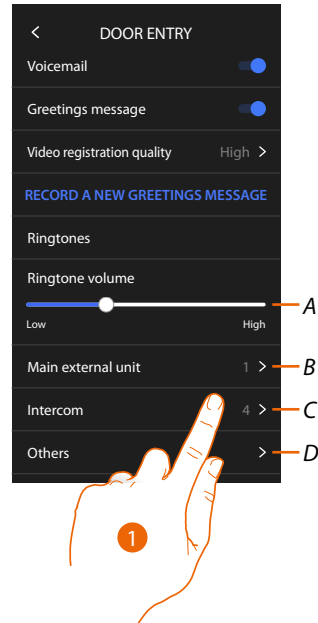 < DOOR ENTRY
Voicemail
Greetings message
Video registration quality High >
RECORD A NEW GREETINGS MESSAGE
Ringtones
Ringtone volume
A
Low High
Main external unit 1 > B
Intercom 4 > C
Others > D
1